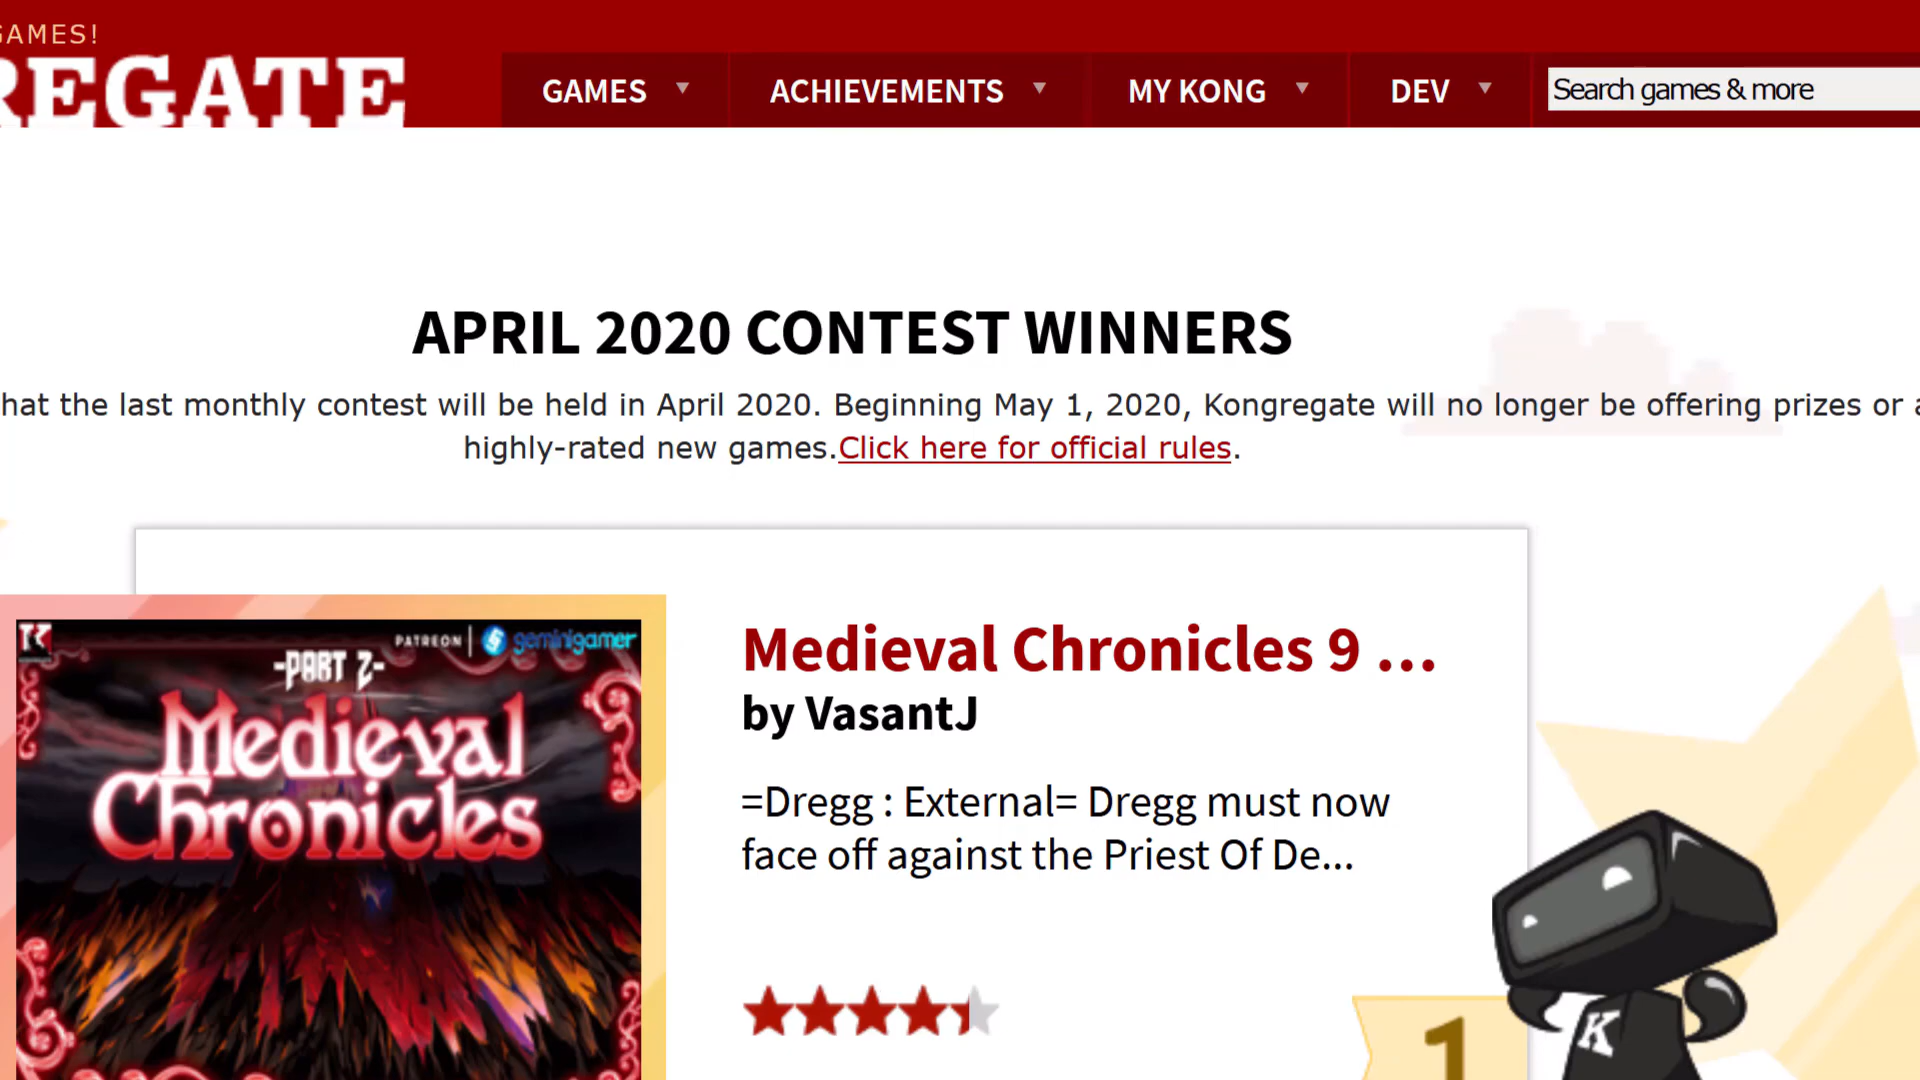 GAMES!
REGATE
GAMES ▼ ACHIEVEMENTS ▼ MY KONG ▼ DEV ▼ Search games & more
APRIL 2020 CONTEST WINNERS
hat the last monthly contest will be held in April 2020. Beginning May 1, 2020, Kongregate will no longer be offering prizes or a
highly-rated new games.Click here for official rules.
PATREON | geminigamer
-PART 2-
Medieval
Chronicles
Medieval Chronicles 9 ...
by VasantJ
=Dregg : External= Dregg must now
face off against the Priest Of De...
1
K